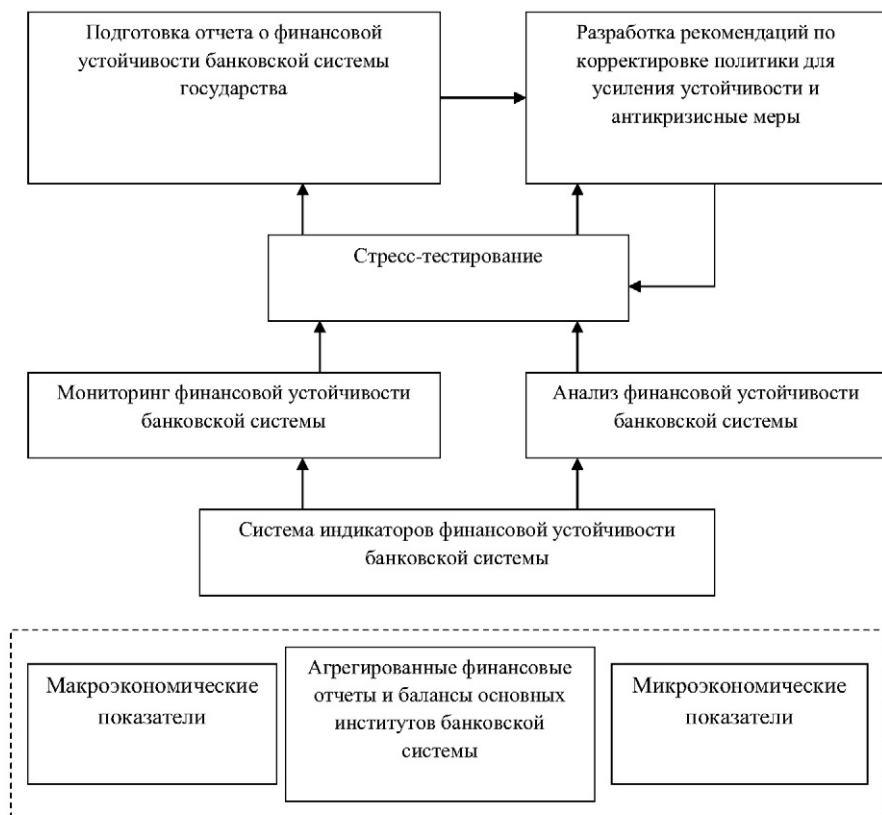 Подготовка отчета о финансовой
устойчивости банковской системы
государства
Разработка рекомендаций по
корректировке политики для
усиления устойчивости и
антикризисные меры
Стресс-тестирование
Мониторинг финансовой устойчивости
банковской системы
Анализ финансовой устойчивости
банковской системы
Система индикаторов финансовой устойчивости
банковской системы
Макроэкономические
показатели
Агрегированные финансовые
отчеты и балансы основных
институтов банковской
системы
Микроэкономические
показатели